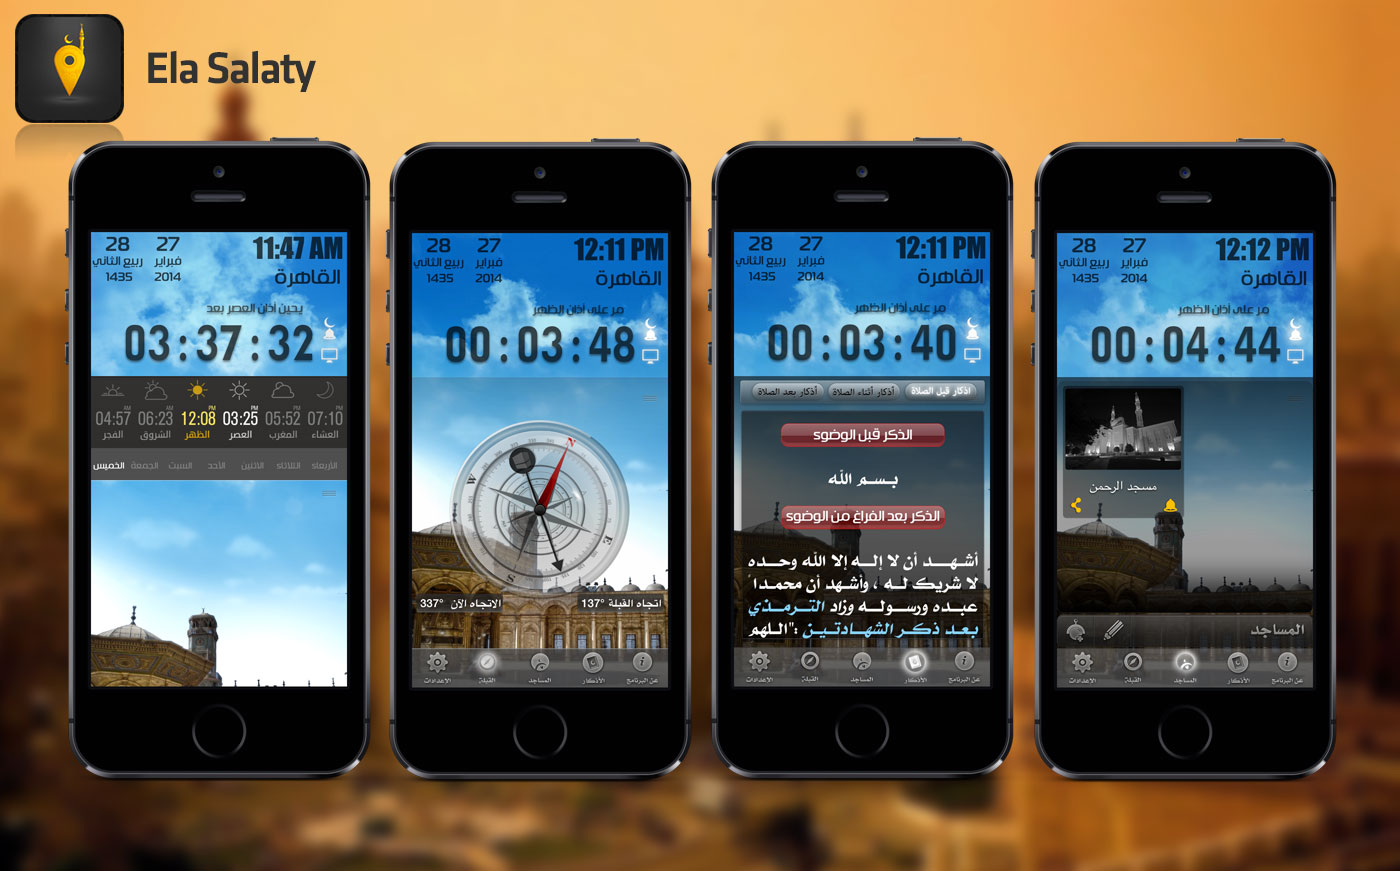 Ela Salaty
11:47 AM
27
28
فبراير
ربيع الثاني
2014
1435
القاهرة
يحين أذان العصر بعد
03:37:32
04:57 AM
06:23 AM
12:08 PM
03:25 PM
05:52 PM
07:10 PM
الفجر
الشروق
الظهر
العصر
المغرب
العشاء
الخميس
الجمعة
السبت
الأحد
الاثنين
الثلاثاء
الأربعاء
12:11 PM
27
28
فبراير
ربيع الثاني
2014
1435
القاهرة
مر على أذان الظهر
00:03:48
N
W
E
S
اتجاه القبلة 137°
الاتجاه الآن 337°
عن البرنامج
الأذكار
المساجد
القبلة
الإعدادات
12:11 PM
27
28
فبراير
ربيع الثاني
2014
1435
القاهرة
مر على أذان الظهر
00:03:40
اذكار قبل الصلاة
أذكار أثناء الصلاة
أذكار بعد الصلاة
الذكر قبل الوضوء
بسم الله
الذكر بعد الفراغ من الوضوء
أشهد أن لا إله إلا الله وحده
لا شريك له ، وأشهد أن محمدا
عبده ورسوله وزاد الترمذي
بعد ذكر الشهادتين :"اللهم
عن البرنامج
الأذكار
المساجد
القبلة
الإعدادات
12:12 PM
27
28
فبراير
ربيع الثاني
2014
1435
القاهرة
مر على أذان الظهر
00:04:44
مسجد الرحمن
المساجد
عن البرنامج
الأذكار
المساجد
القبلة
الإعدادات